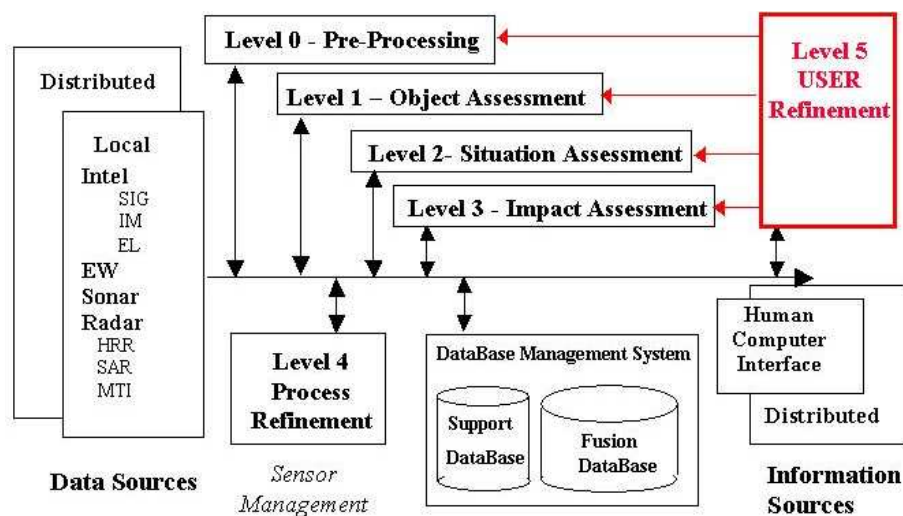 Level 0 - Pre-Processing
Level 1 – Object Assessment
Level 2- Situation Assessment
Level 3 - Impact Assessment
Level 5
USER
Refinement
Distributed
Local
Intel
SIG
IM
EL
EW
Sonar
Radar
HRR
SAR
MTI
Data Sources
Level 4
Process
Refinement
Sensor
Management
DataBase Management System
Support
DataBase
Fusion
DataBase
Human
Computer
Interface
Distributed
Information
Sources